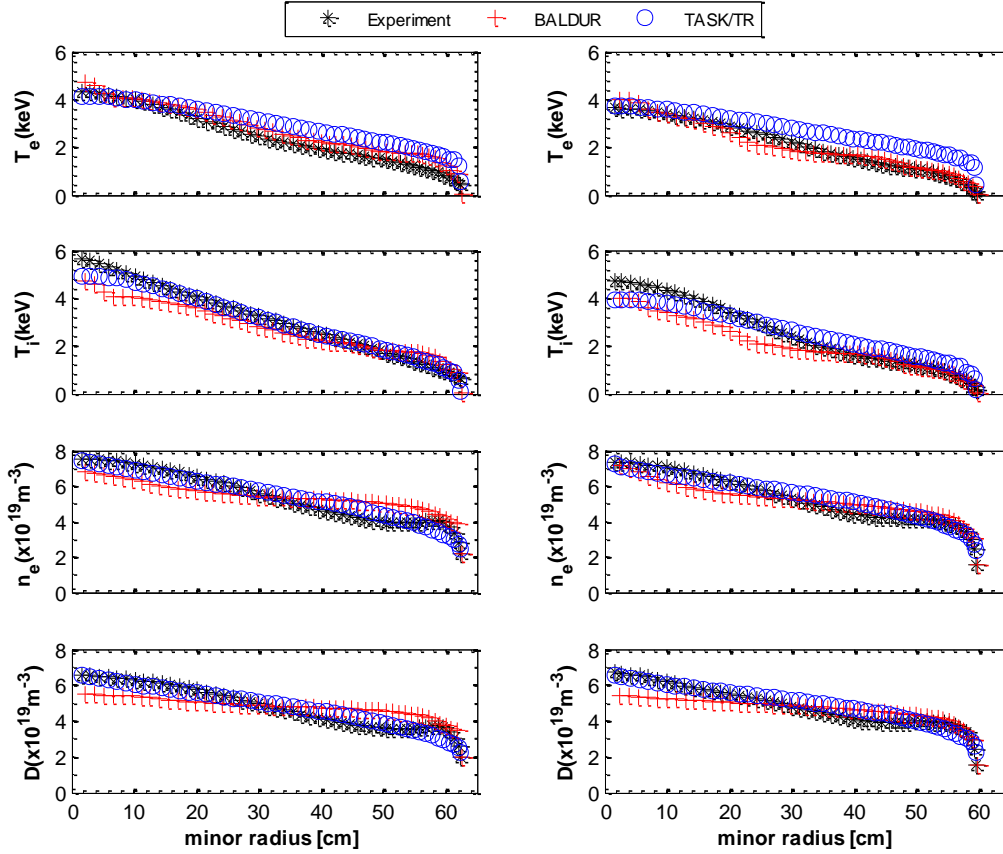 Experiment BALDUR TASK/TR
6
4
2
0
T_e(keV)
6
4
2
0
T_e(keV)
6
4
2
0
T_i(keV)
6
4
2
0
T_i(keV)
8
6
4
2
0
n_e(x10^19m^-3)
8
6
4
2
0
n_e(x10^19m^-3)
8
6
4
2
0
D(x10^19m^-3)
0 10 20 30 40 50 60
minor radius [cm]
8
6
4
2
0
D(x10^19m^-3)
0 10 20 30 40 50 60
minor radius [cm]